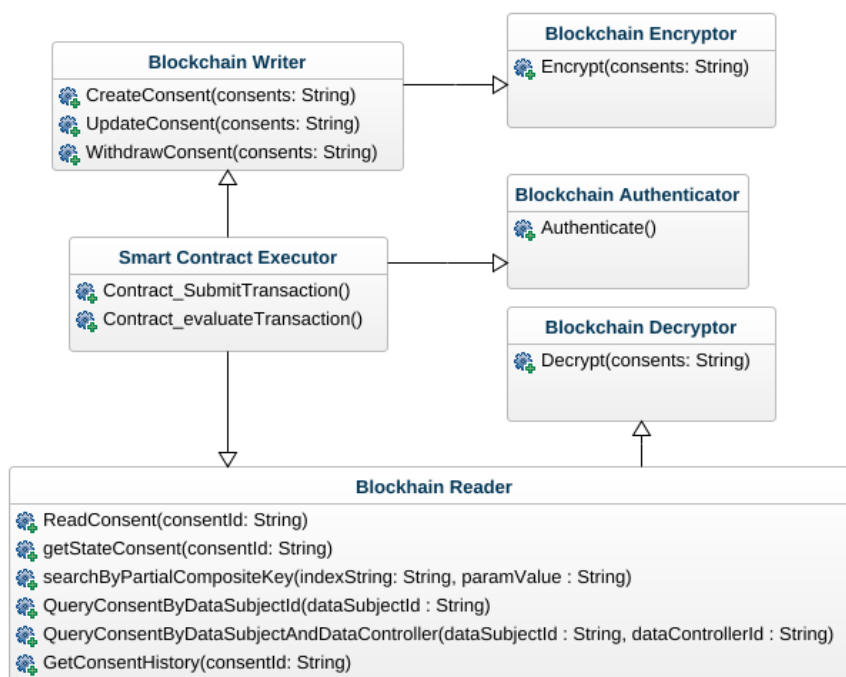 Blockchain Writer
CreateConsent(consents: String)
UpdateConsent(consents: String)
WithdrawConsent(consents: String)
Blockchain Encryptor
Encrypt(consents: String)
Smart Contract Executor
Contract_SubmitTransaction()
Contract_evaluateTransaction()
Blockchain Authenticator
Authenticate()
Blockchain Decryptor
Decrypt(consents: String)
Blockhain Reader
ReadConsent(consentId: String)
getStateConsent(consentId: String)
searchByPartialCompositeKey(indexString: String, paramValue : String)
QueryConsentByDataSubjectId(dataSubjectId : String)
QueryConsentByDataSubjectAndDataController(dataSubjectId : String, dataControllerId : String)
GetConsentHistory(consentId: String)